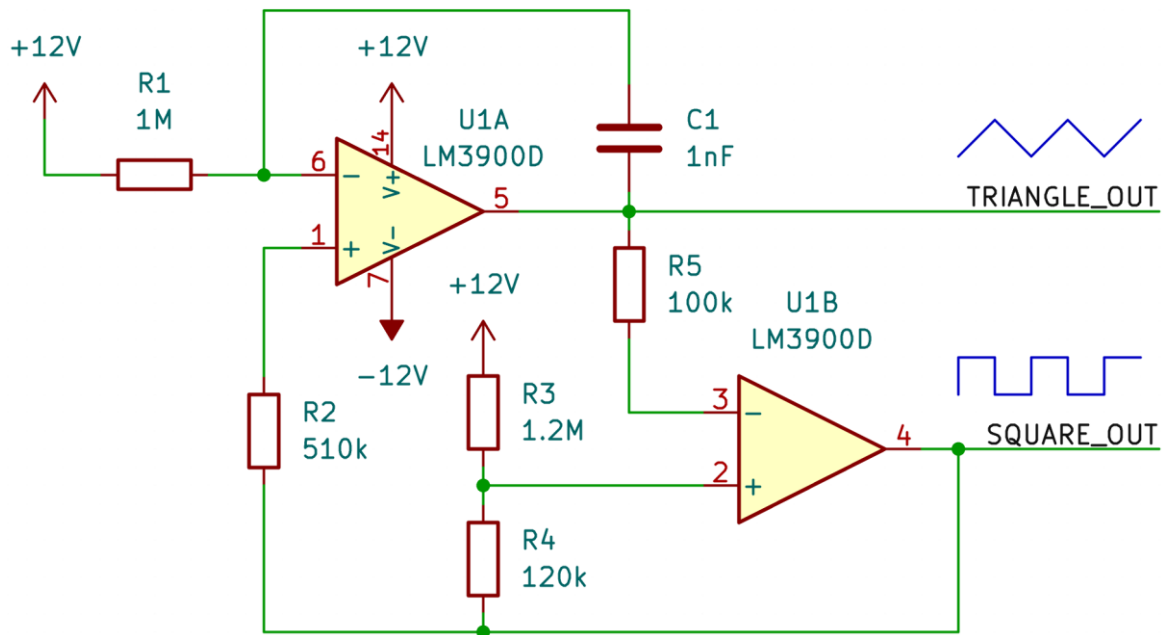 +12V
+12V
R1
1M
U1A
LM3900D
C1
1nF
14
V+
6
−
5
TRIANGLE_OUT
1
+
V-
7
R5
100k
+12V
U1B
LM3900D
-12V
R3
1.2M
R2
510k
3
−
4
SQUARE_OUT
2
+
R4
120k